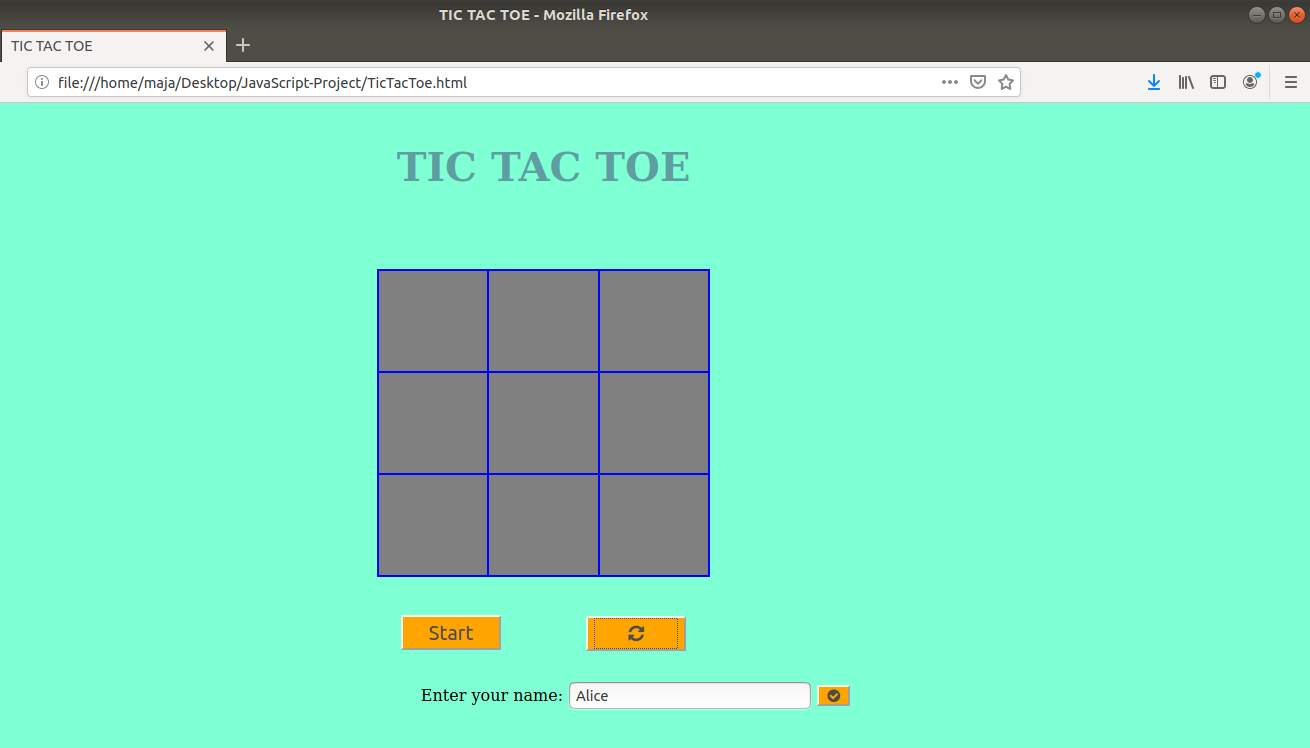 TIC TAC TOE - Mozilla Firefox
TIC TAC TOE
file:///home/maja/Desktop/JavaScript-Project/TicTacToe.html
TIC TAC TOE
Start
Enter your name: Alice